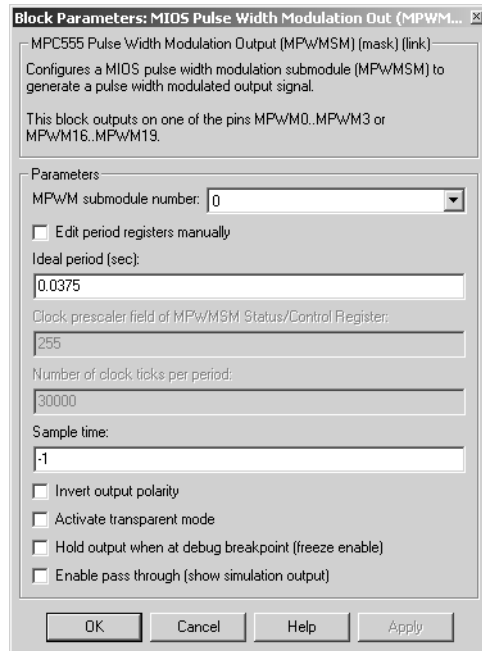 Block Parameters: MIOS Pulse Width Modulation Out (MPWM...
MPC555 Pulse Width Modulation Output (MPWMSM) (mask) (link)
Configures a MIOS pulse width modulation submodule (MPWMSM) to
generate a pulse width modulated output signal.
This block outputs on one of the pins MPWM0..MPWM3 or
MPWM16..MPWM19.
Parameters
MPWM submodule number: 0
Edit period registers manually
Ideal period (sec):
0.0375
Clock prescaler field of MPWMSM Status/Control Register:
255
Number of clock ticks per period:
30000
Sample time:
-1
Invert output polarity
Activate transparent mode
Hold output when at debug breakpoint (freeze enable)
Enable pass through (show simulation output)
OK Cancel Help Apply